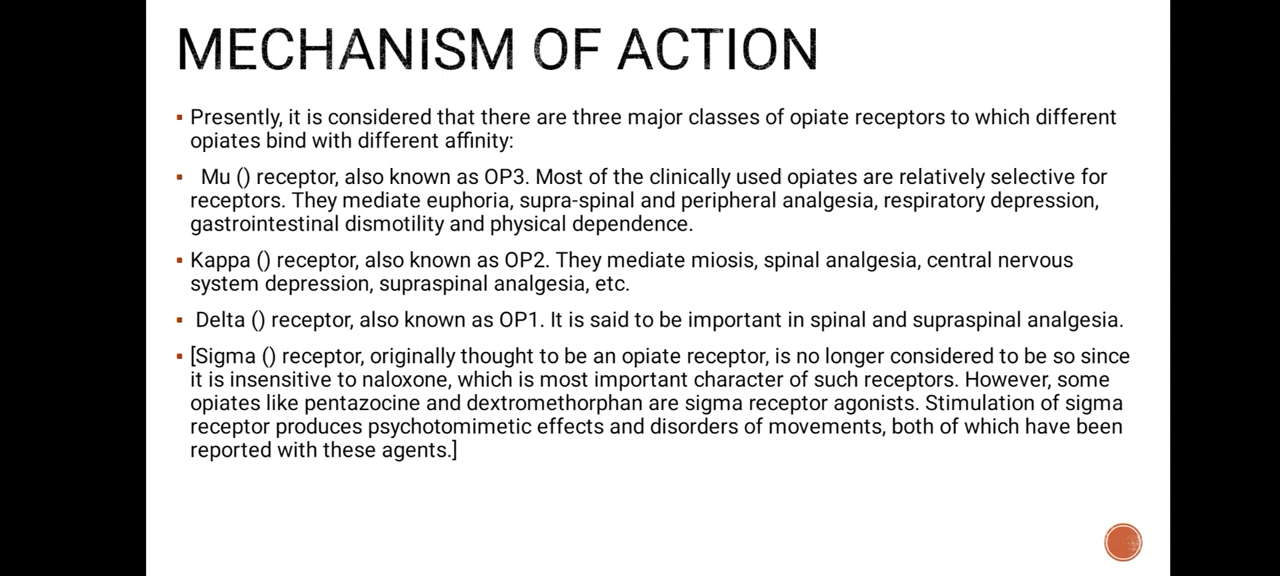 MECHANISM OF ACTION
▪ Presently, it is considered that there are three major classes of opiate receptors to which different
opiates bind with different affinity:
▪ Mu () receptor, also known as OP3. Most of the clinically used opiates are relatively selective for
receptors. They mediate euphoria, supra-spinal and peripheral analgesia, respiratory depression,
gastrointestinal dismotility and physical dependence.
▪ Kappa () receptor, also known as OP2. They mediate miosis, spinal analgesia, central nervous
system depression, supraspinal analgesia, etc.
▪ Delta () receptor, also known as OP1. It is said to be important in spinal and supraspinal analgesia.
▪ [Sigma () receptor, originally thought to be an opiate receptor, is no longer considered to be so since
it is insensitive to naloxone, which is most important character of such receptors. However, some
opiates like pentazocine and dextromethorphan are sigma receptor agonists. Stimulation of sigma
receptor produces psychotomimetic effects and disorders of movements, both of which have been
reported with these agents.]